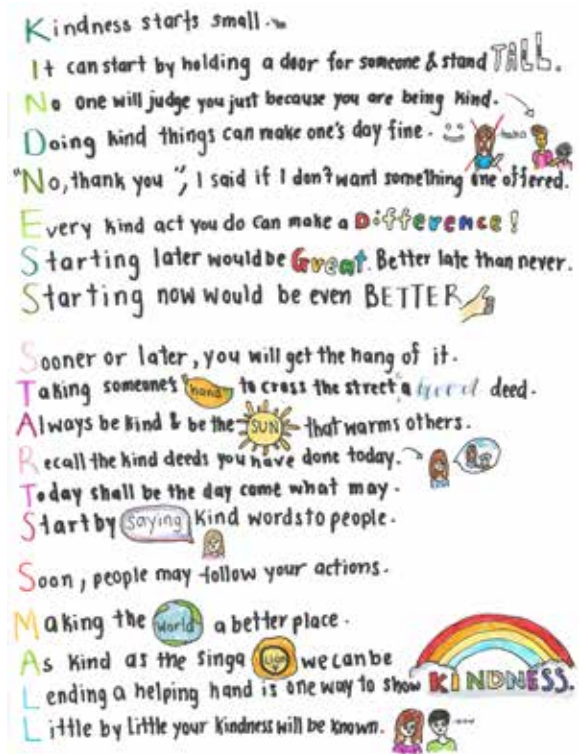 Kindness starts small.
It can start by holding a door for someone & stand TALL.
No one will judge you just because you are being kind.
Doing kind things can make one's day fine. haha
"No, thank you", I said if I don't want something one offered.
Every kind act you do can make a Difference!
Starting later would be Great. Better late than never.
Starting now would be even BETTER
Sooner or later, you will get the hang of it.
Taking someone's hand to cross the street, a good deed.
Always be kind & be the SUN that warms others.
Recall the kind deeds you have done today.
Today shall be the day come what may.
Start by saying kind words to people.
Soon, people may follow your actions.
Making the world a better place.
As kind as the Singa Lion we can be
Lending a helping hand is one way to show KINDNESS.
Little by little your kindness will be known.